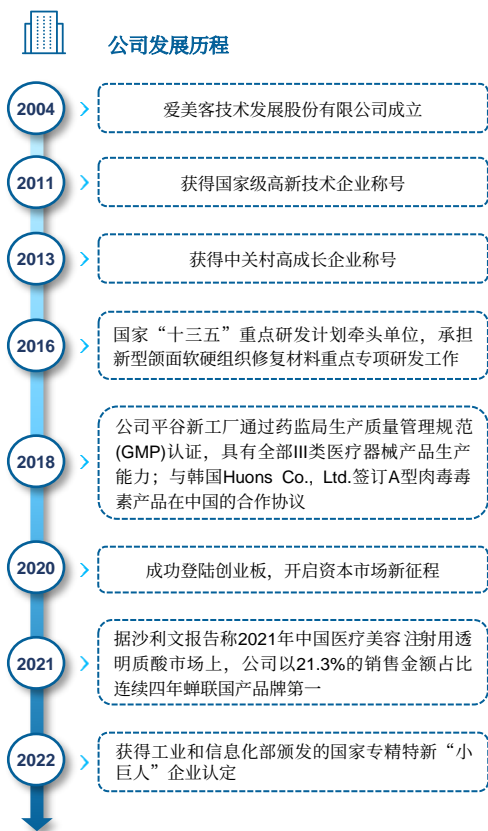 公司发展历程
2004
爱美客技术发展股份有限公司成立
2011
获得国家级高新技术企业称号
2013
获得中关村高成长企业称号
2016
国家“十三五”重点研发计划牵头单位，承担
新型颌面软硬组织修复材料重点专项研发工作
2018
公司平谷新工厂通过药监局生产质量管理规范
(GMP)认证，具有全部III类医疗器械产品生产
能力；与韩国Huons Co., Ltd.签订A型肉毒毒
素产品在中国的合作协议
2020
成功登陆创业板，开启资本市场新征程
2021
据沙利文报告称2021年中国医疗美容注射用透
明质酸市场上，公司以21.3%的销售金额占比
连续四年蝉联国产品牌第一
2022
获得工业和信息化部颁发的国家专精特新“小
巨人”企业认定